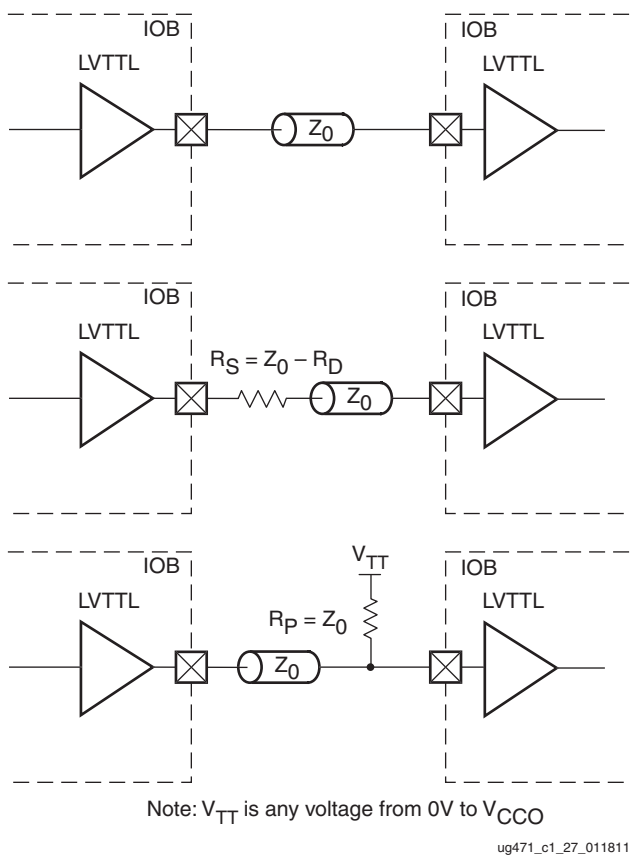 IOB
IOB
LVTTL
LVTTL
Z0
IOB
IOB
LVTTL
LVTTL
RS = Z0 – RD
Z0
IOB
IOB
VTT
LVTTL
LVTTL
RP = Z0
Z0
Note: VTT is any voltage from 0V to VCCO
ug471_c1_27_011811